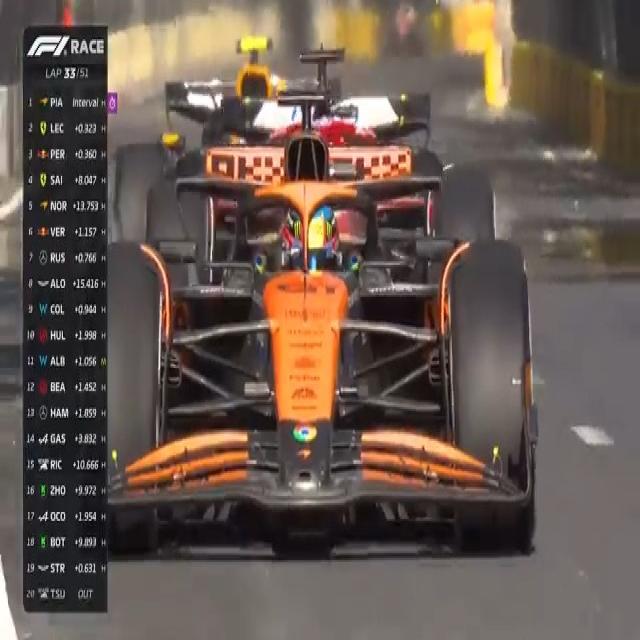 F1 RACE
LAP 33/51
1 PIA Interval H
2 LEC +0.323 H
3 PER +0.360 H
4 SAI +8.047 H
5 NOR +13.753 H
6 VER +1.157 H
7 RUS +0.766 H
8 ALO +15.416 H
9 COL +0.944 H
10 HUL +1.998 H
11 ALB +1.056 M
12 BEA +1.452 H
13 HAM +1.859 H
14 GAS +3.832 H
15 RIC +10.666 H
16 ZHO +9.972 H
17 OCO +1.954 H
18 BOT +9.893 H
19 STR +0.631 H
20 TSU OUT